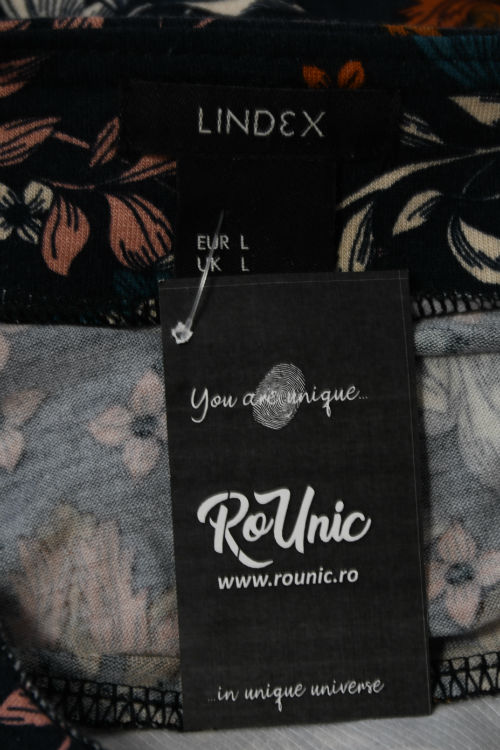 LINDEX
EUR L
UK L
You are unique...
RoUnic
www.rounic.ro
...in unique universe